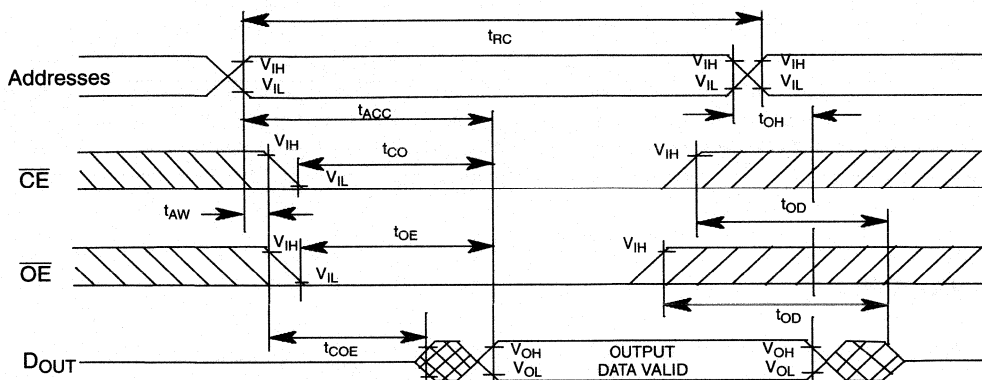 tRC
Addresses
VIH
VIL
VIH
VIL
VIH
VIL
tACC
tOH
CE
VIH
tCO
VIL
VIH
tAW
tOD
OE
VIH
tOE
VIL
VIH
tOD
tCOE
DOUT
VOH
VOL
OUTPUT
DATA VALID
VOH
VOL